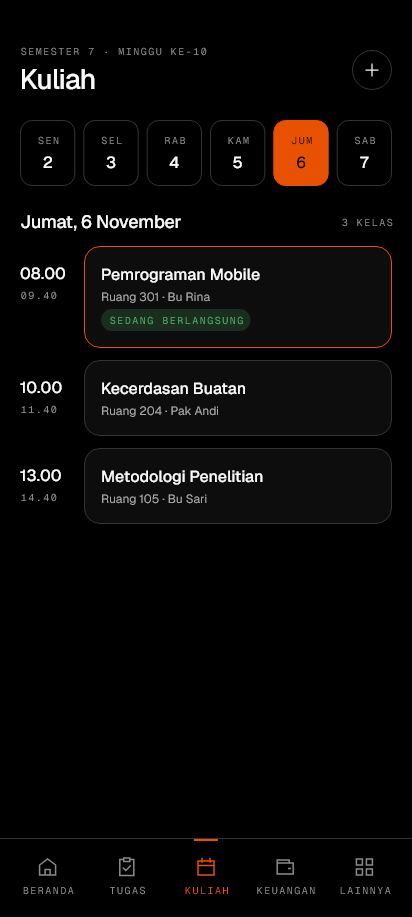 SEMESTER 7 · MINGGU KE-10
Kuliah
SEN SEL RAB KAM JUM SAB
2 3 4 5 6 7
Jumat, 6 November
3 KELAS
08.00
09.40
Pemrograman Mobile
Ruang 301 · Bu Rina
SEDANG BERLANGSUNG
10.00
11.40
Kecerdasan Buatan
Ruang 204 · Pak Andi
13.00
14.40
Metodologi Penelitian
Ruang 105 · Bu Sari
BERANDA TUGAS KULIAH KEUANGAN LAINNYA